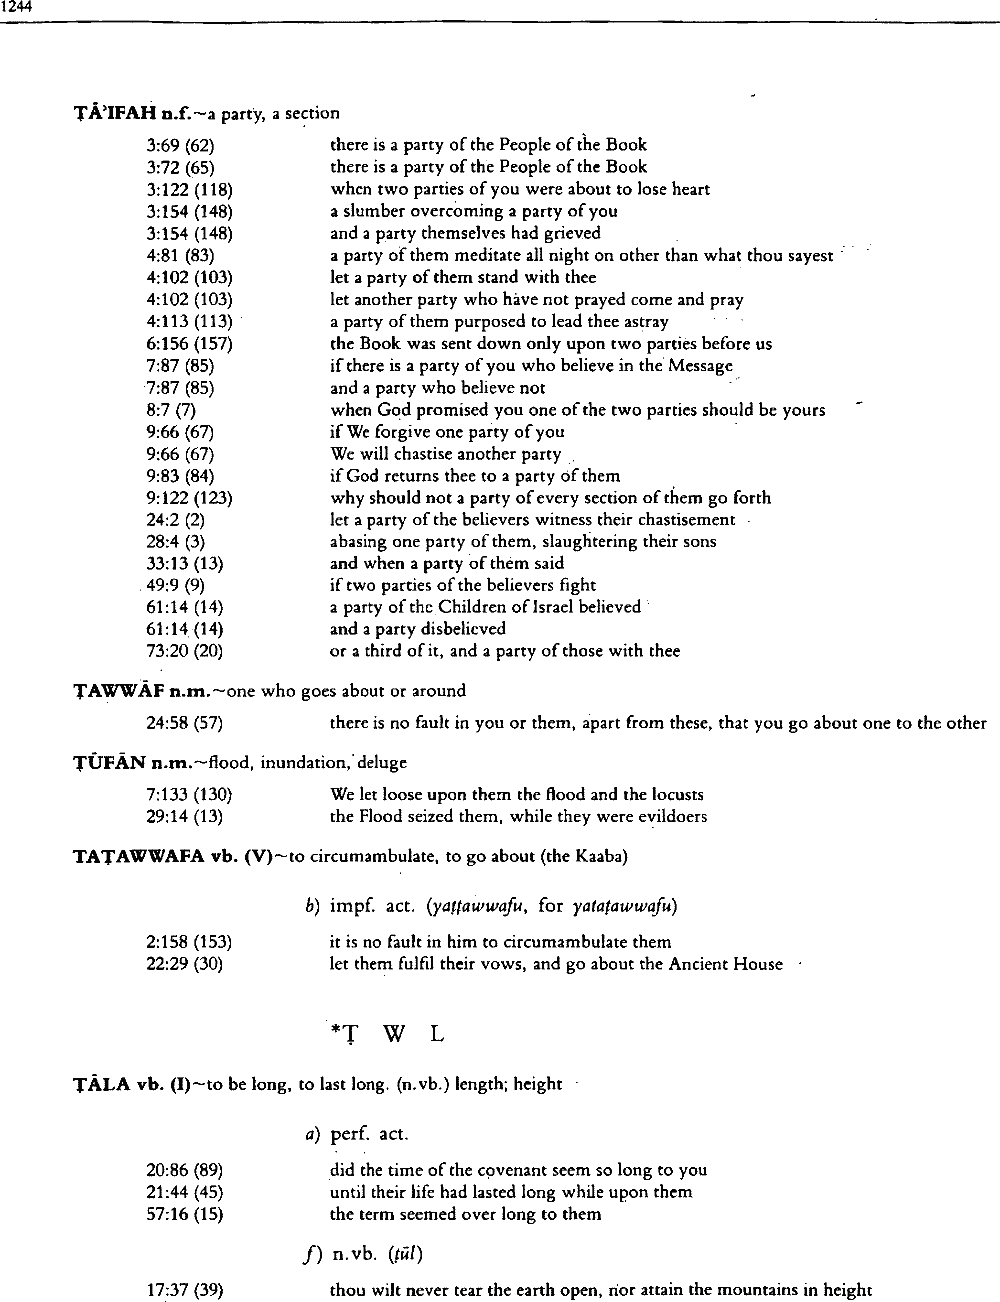 1244
ṬĀʾIFAH n.f.~a party, a section
3:69 (62) there is a party of the People of the Book
3:72 (65) there is a party of the People of the Book
3:122 (118) when two parties of you were about to lose heart
3:154 (148) a slumber overcoming a party of you
3:154 (148) and a party themselves had grieved
4:81 (83) a party of them meditate all night on other than what thou sayest
4:102 (103) let a party of them stand with thee
4:102 (103) let another party who have not prayed come and pray
4:113 (113) a party of them purposed to lead thee astray
6:156 (157) the Book was sent down only upon two parties before us
7:87 (85) if there is a party of you who believe in the Message
7:87 (85) and a party who believe not
8:7 (7) when God promised you one of the two parties should be yours
9:66 (67) if We forgive one party of you
9:66 (67) We will chastise another party
9:83 (84) if God returns thee to a party of them
9:122 (123) why should not a party of every section of them go forth
24:2 (2) let a party of the believers witness their chastisement
28:4 (3) abasing one party of them, slaughtering their sons
33:13 (13) and when a party of them said
49:9 (9) if two parties of the believers fight
61:14 (14) a party of the Children of Israel believed
61:14 (14) and a party disbelieved
73:20 (20) or a third of it, and a party of those with thee
ṬAWWĀF n.m.~one who goes about or around
24:58 (57) there is no fault in you or them, apart from these, that you go about one to the other
ṬŪFĀN n.m.~flood, inundation, deluge
7:133 (130) We let loose upon them the flood and the locusts
29:14 (13) the Flood seized them, while they were evildoers
TAṬAWWAFA vb. (V)~to circumambulate, to go about (the Kaaba)
b) impf. act. (yaṭṭawwafu, for yataṭawwafu)
2:158 (153) it is no fault in him to circumambulate them
22:29 (30) let them fulfil their vows, and go about the Ancient House
*Ṭ W L
ṬĀLA vb. (I)~to be long, to last long. (n.vb.) length; height
a) perf. act.
20:86 (89) did the time of the covenant seem so long to you
21:44 (45) until their life had lasted long while upon them
57:16 (15) the term seemed over long to them
f) n.vb. (ṭūl)
17:37 (39) thou wilt never tear the earth open, nor attain the mountains in height